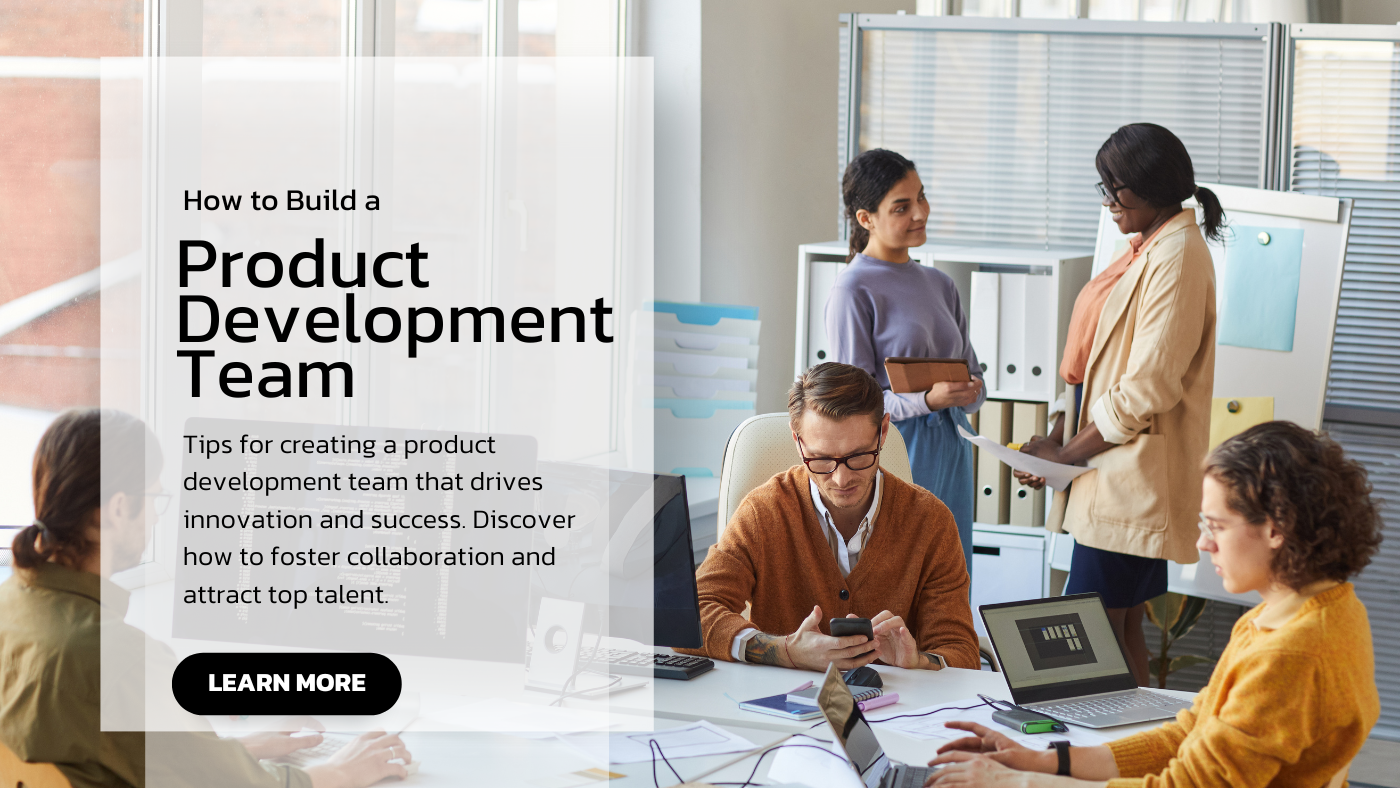 How to Build a
Product
Development
Team
Tips for creating a product
development team that drives
innovation and success. Discover
how to foster collaboration and
attract top talent.
LEARN MORE